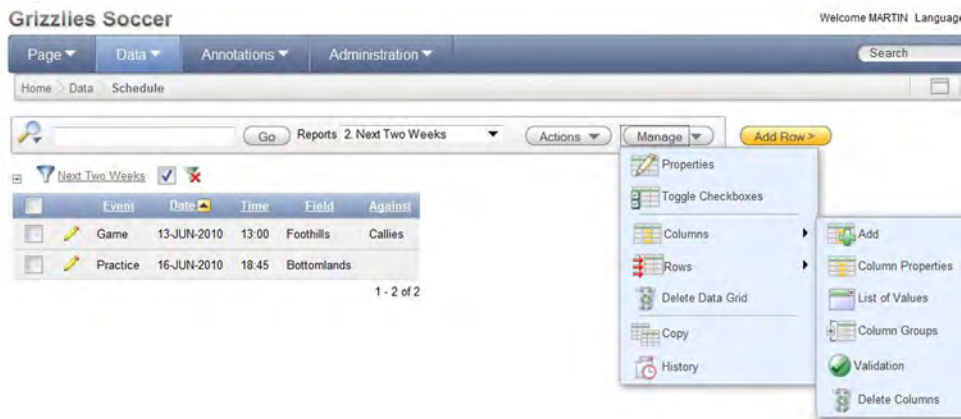 Grizzlies Soccer
Welcome MARTIN Language
Page Data Annotations Administration Search
Home Data Schedule
Go Reports 2. Next Two Weeks Actions Manage Add Row >
Next Two Weeks
Event Date Time Field Against
Game 13-JUN-2010 13:00 Foothills Callies
Practice 16-JUN-2010 18:45 Bottomlands
1 - 2 of 2
Properties
Toggle Checkboxes
Columns
Rows
Delete Data Grid
Copy
History
Add
Column Properties
List of Values
Column Groups
Validation
Delete Columns